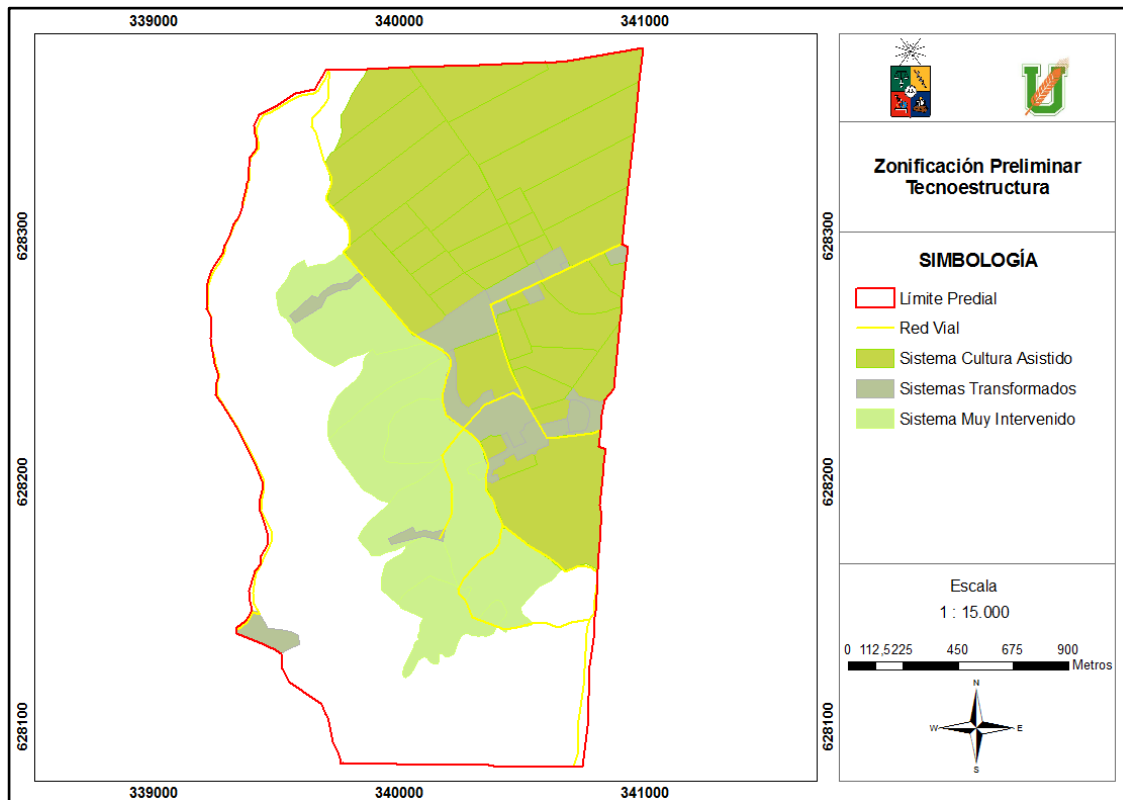 339000 340000 341000
628300
628200
628100
628300
628200
628100
339000 340000 341000
U
Zonificación Preliminar
Tecnoestructura
SIMBOLOGÍA
Límite Predial
Red Vial
Sistema Cultura Asistido
Sistemas Transformados
Sistema Muy Intervenido
Escala
1 : 15.000
0 112,5225 450 675 900
Metros
N
W E
S